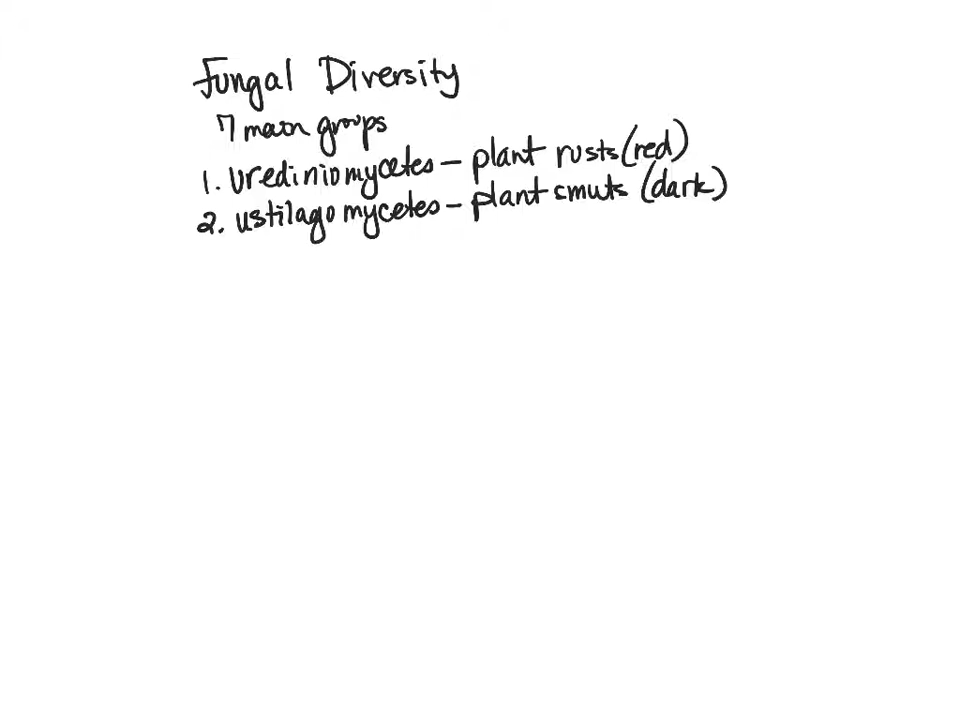 Fungal Diversity
7 main groups
1. Urediniomycetes – plant rusts (red)
2. ustilagomycetes – plant smuts (dark)